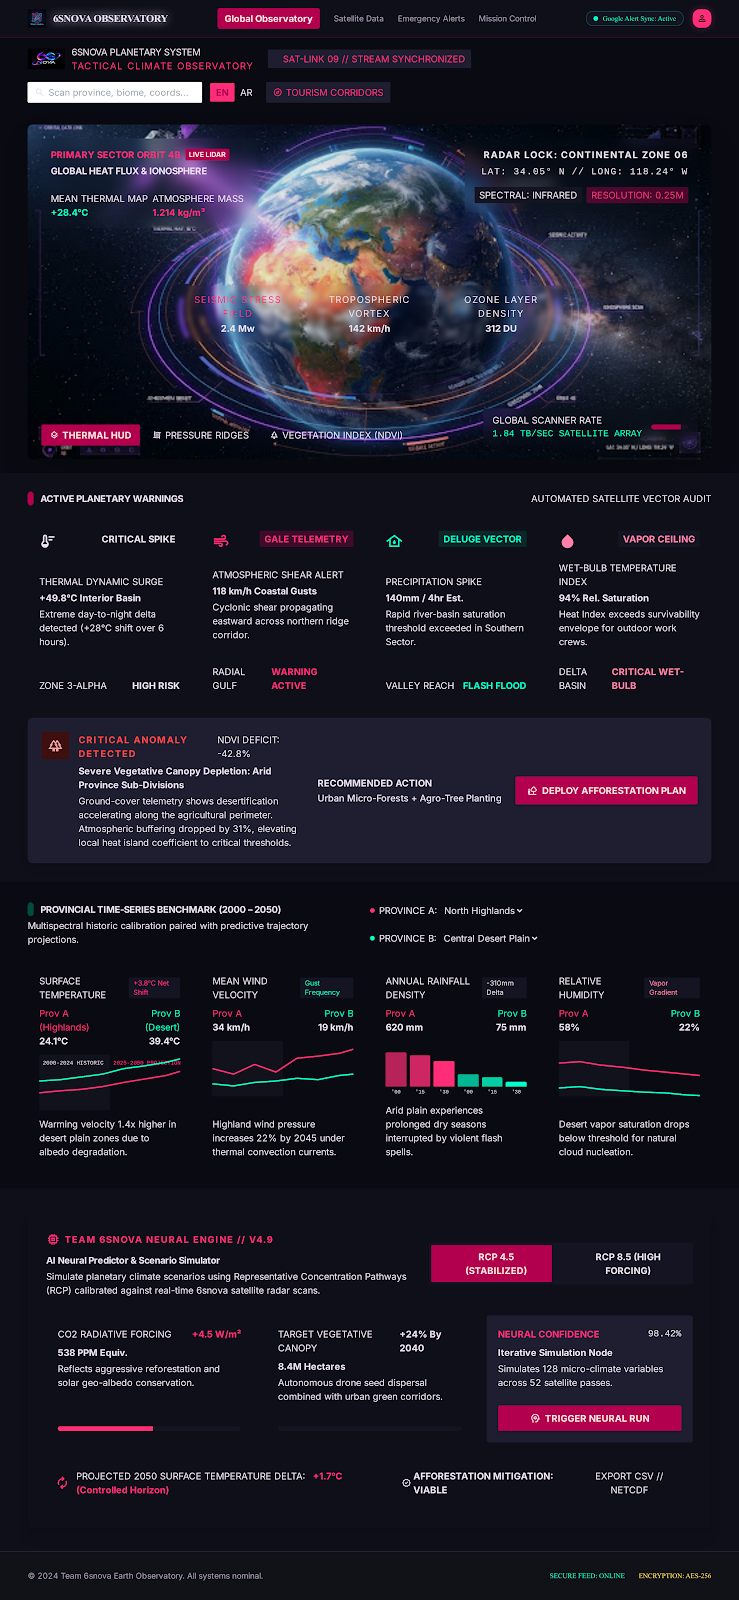 6SNOVA OBSERVATORY
Global Observatory
Satellite Data
Emergency Alerts
Mission Control
Google Alert Sync: Active
6SNOVA PLANETARY SYSTEM
TACTICAL CLIMATE OBSERVATORY
SAT-LINK 09 // STREAM SYNCHRONIZED
Scan province, biome, coords...
EN
AR
TOURISM CORRIDORS
PRIMARY SECTOR ORBIT 4B
LIVE LIDAR
GLOBAL HEAT FLUX & IONOSPHERE
RADAR LOCK: CONTINENTAL ZONE 06
LAT: 34.05° N // LONG: 118.24° W
MEAN THERMAL MAP
+28.4°C
ATMOSPHERE MASS
1.214 kg/m³
SPECTRAL: INFRARED
RESOLUTION: 0.25M
SEISMIC STRESS
FIELD
2.4 Mw
TROPOSPHERIC
VORTEX
142 km/h
OZONE LAYER
DENSITY
312 DU
THERMAL HUD
PRESSURE RIDGES
VEGETATION INDEX (NDVI)
GLOBAL SCANNER RATE
1.84 TB/SEC SATELLITE ARRAY
ACTIVE PLANETARY WARNINGS
AUTOMATED SATELLITE VECTOR AUDIT
CRITICAL SPIKE
THERMAL DYNAMIC SURGE
+49.8°C Interior Basin
Extreme day-to-night delta
detected (+28°C shift over 6
hours).
ZONE 3-ALPHA
HIGH RISK
GALE TELEMETRY
ATMOSPHERIC SHEAR ALERT
118 km/h Coastal Gusts
Cyclonic shear propagating
eastward across northern ridge
corridor.
RADIAL
GULF
WARNING
ACTIVE
DELUGE VECTOR
PRECIPITATION SPIKE
140mm / 4hr Est.
Rapid river-basin saturation
threshold exceeded in Southern
Sector.
VALLEY REACH
FLASH FLOOD
VAPOR CEILING
WET-BULB TEMPERATURE
INDEX
94% Rel. Saturation
Heat Index exceeds survivability
envelope for outdoor work
crews.
DELTA
BASIN
CRITICAL WET-
BULB
CRITICAL ANOMALY
DETECTED
NDVI DEFICIT:
-42.8%
Severe Vegetative Canopy Depletion: Arid
Province Sub-Divisions
Ground-cover telemetry shows desertification
accelerating along the agricultural perimeter.
Atmospheric buffering dropped by 31%, elevating
local heat island coefficient to critical thresholds.
RECOMMENDED ACTION
Urban Micro-Forests + Agro-Tree Planting
DEPLOY AFFORESTATION PLAN
PROVINCIAL TIME-SERIES BENCHMARK (2000 – 2050)
Multispectral historic calibration paired with predictive trajectory
projections.
PROVINCE A: North Highlands
PROVINCE B: Central Desert Plain
SURFACE
TEMPERATURE
+3.8°C Net
Shift
Prov A
(Highlands)
24.1°C
Prov B
(Desert)
39.4°C
2000-2024 HISTORIC
2025-2050 PROJECTION
Warming velocity 1.4x higher in
desert plain zones due to
albedo degradation.
MEAN WIND
VELOCITY
Gust
Frequency
Prov A
34 km/h
Prov B
19 km/h
Highland wind pressure
increases 22% by 2045 under
thermal convection currents.
ANNUAL RAINFALL
DENSITY
-310mm
Delta
Prov A
620 mm
Prov B
75 mm
'00 '15 '30 '00 '15 '30
Arid plain experiences
prolonged dry seasons
interrupted by violent flash
spells.
RELATIVE
HUMIDITY
Vapor
Gradient
Prov A
58%
Prov B
22%
Desert vapor saturation drops
below threshold for natural
cloud nucleation.
TEAM 6SNOVA NEURAL ENGINE // V4.9
AI Neural Predictor & Scenario Simulator
Simulate planetary climate scenarios using Representative Concentration Pathways
(RCP) calibrated against real-time 6snova satellite radar scans.
RCP 4.5
(STABILIZED)
RCP 8.5 (HIGH
FORCING)
CO2 RADIATIVE FORCING
+4.5 W/m²
538 PPM Equiv.
Reflects aggressive reforestation and
solar geo-albedo conservation.
TARGET VEGETATIVE
CANOPY
+24% By
2040
8.4M Hectares
Autonomous drone seed dispersal
combined with urban green corridors.
NEURAL CONFIDENCE
98.42%
Iterative Simulation Node
Simulates 128 micro-climate variables
across 52 satellite passes.
TRIGGER NEURAL RUN
PROJECTED 2050 SURFACE TEMPERATURE DELTA: +1.7°C
(Controlled Horizon)
AFFORESTATION MITIGATION:
VIABLE
EXPORT CSV //
NETCDF
© 2024 Team 6snova Earth Observatory. All systems nominal.
SECURE FEED: ONLINE
ENCRYPTION: AES-256